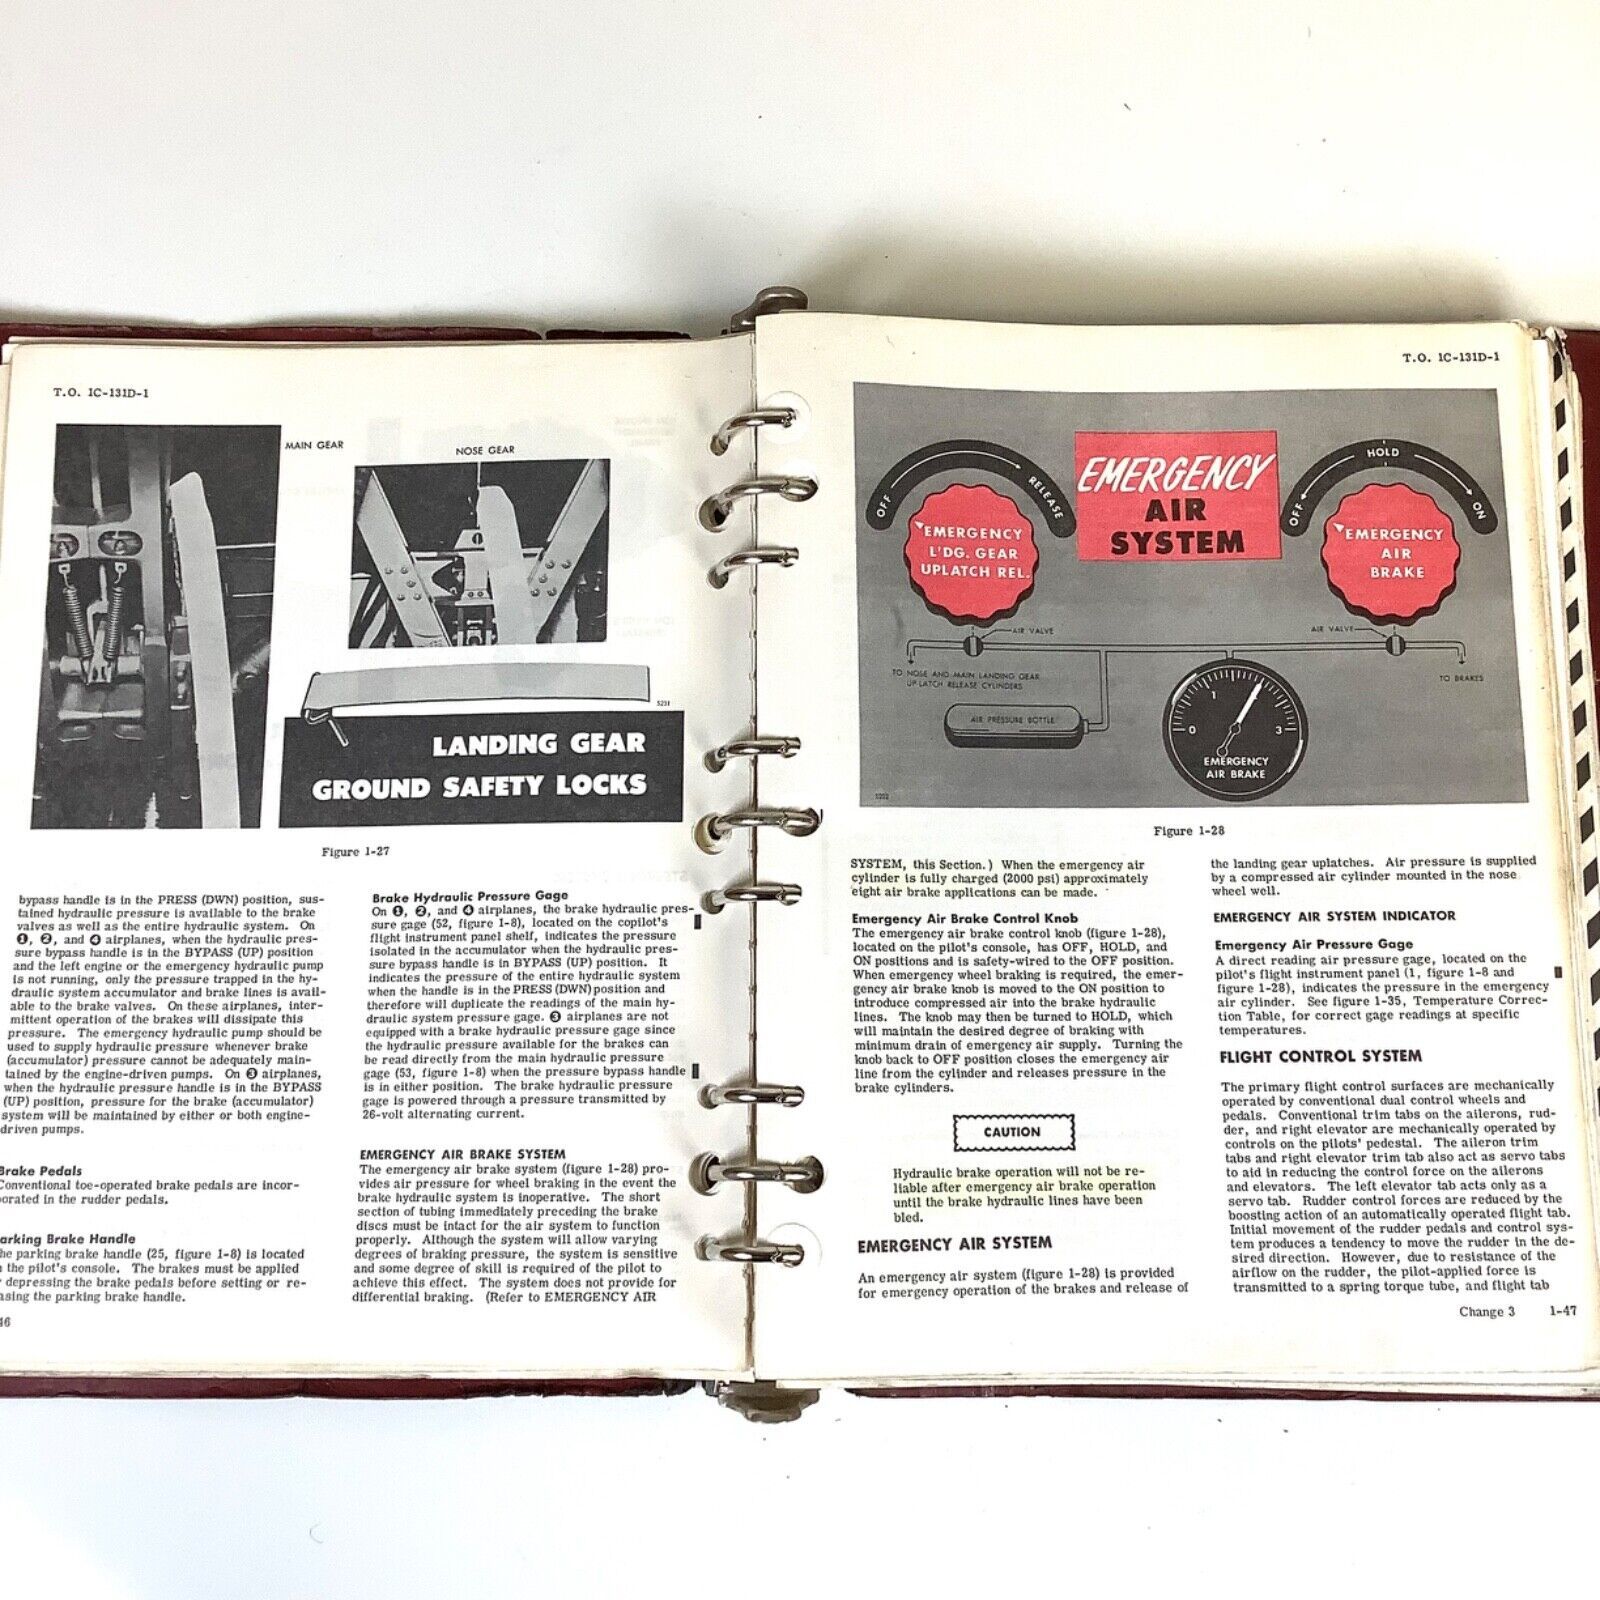 T.O. 1C-131D-1
MAIN GEAR
NOSE GEAR
5231
LANDING GEAR
GROUND SAFETY LOCKS
Figure 1-27
bypass handle is in the PRESS (DWN) position, sus-
tained hydraulic pressure is available to the brake
valves as well as the entire hydraulic system. On
❶, ❷, and ❹ airplanes, when the hydraulic pres-
sure bypass handle is in the BYPASS (UP) position
and the left engine or the emergency hydraulic pump
is not running, only the pressure trapped in the hy-
draulic system accumulator and brake lines is avail-
able to the brake valves. On these airplanes, inter-
mittent operation of the brakes will dissipate this
pressure. The emergency hydraulic pump should be
used to supply hydraulic pressure whenever brake
(accumulator) pressure cannot be adequately main-
tained by the engine-driven pumps. On ❸ airplanes,
when the hydraulic pressure handle is in the BYPASS
(UP) position, pressure for the brake (accumulator)
system will be maintained by either or both engine-
driven pumps.
Brake Pedals
Conventional toe-operated brake pedals are incor-
porated in the rudder pedals.
arking Brake Handle
he parking brake handle (25, figure 1-8) is located
the pilot's console. The brakes must be applied
depressing the brake pedals before setting or re-
asing the parking brake handle.
46
Brake Hydraulic Pressure Gage
On ❶, ❷, and ❹ airplanes, the brake hydraulic pres-
sure gage (52, figure 1-8), located on the copilot's
flight instrument panel shelf, indicates the pressure
isolated in the accumulator when the hydraulic pres-
sure bypass handle is in BYPASS (UP) position. It
indicates the pressure of the entire hydraulic system
when the handle is in the PRESS (DWN) position and
therefore will duplicate the readings of the main hy-
draulic system pressure gage. ❸ airplanes are not
equipped with a brake hydraulic pressure gage since
the hydraulic pressure available for the brakes can
be read directly from the main hydraulic pressure
gage (53, figure 1-8) when the pressure bypass handle
is in either position. The brake hydraulic pressure
gage is powered through a pressure transmitted by
26-volt alternating current.
EMERGENCY AIR BRAKE SYSTEM
The emergency air brake system (figure 1-28) pro-
vides air pressure for wheel braking in the event the
brake hydraulic system is inoperative. The short
section of tubing immediately preceding the brake
discs must be intact for the air system to function
properly. Although the system will allow varying
degrees of braking pressure, the system is sensitive
and some degree of skill is required of the pilot to
achieve this effect. The system does not provide for
differential braking. (Refer to EMERGENCY AIR
T.O. 1C-131D-1
OFF RELEASE
EMERGENCY
L'DG. GEAR
UPLATCH REL.
EMERGENCY
AIR
SYSTEM
OFF HOLD ON
EMERGENCY
AIR
BRAKE
AIR VALVE
AIR VALVE
TO NOSE AND MAIN LANDING GEAR
UP-LATCH RELEASE CYLINDERS
TO BRAKES
AIR PRESSURE BOTTLE
0 1 3
EMERGENCY
AIR BRAKE
5232
Figure 1-28
SYSTEM, this Section.) When the emergency air
cylinder is fully charged (2000 psi) approximately
eight air brake applications can be made.
Emergency Air Brake Control Knob
The emergency air brake control knob (figure 1-28),
located on the pilot's console, has OFF, HOLD, and
ON positions and is safety-wired to the OFF position.
When emergency wheel braking is required, the emer-
gency air brake knob is moved to the ON position to
introduce compressed air into the brake hydraulic
lines. The knob may then be turned to HOLD, which
will maintain the desired degree of braking with
minimum drain of emergency air supply. Turning the
knob back to OFF position closes the emergency air
line from the cylinder and releases pressure in the
brake cylinders.
CAUTION
Hydraulic brake operation will not be re-
liable after emergency air brake operation
until the brake hydraulic lines have been
bled.
EMERGENCY AIR SYSTEM
An emergency air system (figure 1-28) is provided
for emergency operation of the brakes and release of
the landing gear uplatches. Air pressure is supplied
by a compressed air cylinder mounted in the nose
wheel well.
EMERGENCY AIR SYSTEM INDICATOR
Emergency Air Pressure Gage
A direct reading air pressure gage, located on the
pilot's flight instrument panel (1, figure 1-8 and
figure 1-28), indicates the pressure in the emergency
air cylinder. See figure 1-35, Temperature Correc-
tion Table, for correct gage readings at specific
temperatures.
FLIGHT CONTROL SYSTEM
The primary flight control surfaces are mechanically
operated by conventional dual control wheels and
pedals. Conventional trim tabs on the ailerons, rud-
der, and right elevator are mechanically operated by
controls on the pilots' pedestal. The aileron trim
tabs and right elevator trim tab also act as servo tabs
to aid in reducing the control force on the ailerons
and elevators. The left elevator tab acts only as a
servo tab. Rudder control forces are reduced by the
boosting action of an automatically operated flight tab.
Initial movement of the rudder pedals and control sys-
tem produces a tendency to move the rudder in the de-
sired direction. However, due to resistance of the
airflow on the rudder, the pilot-applied force is
transmitted to a spring torque tube, and flight tab
Change 3 1-47